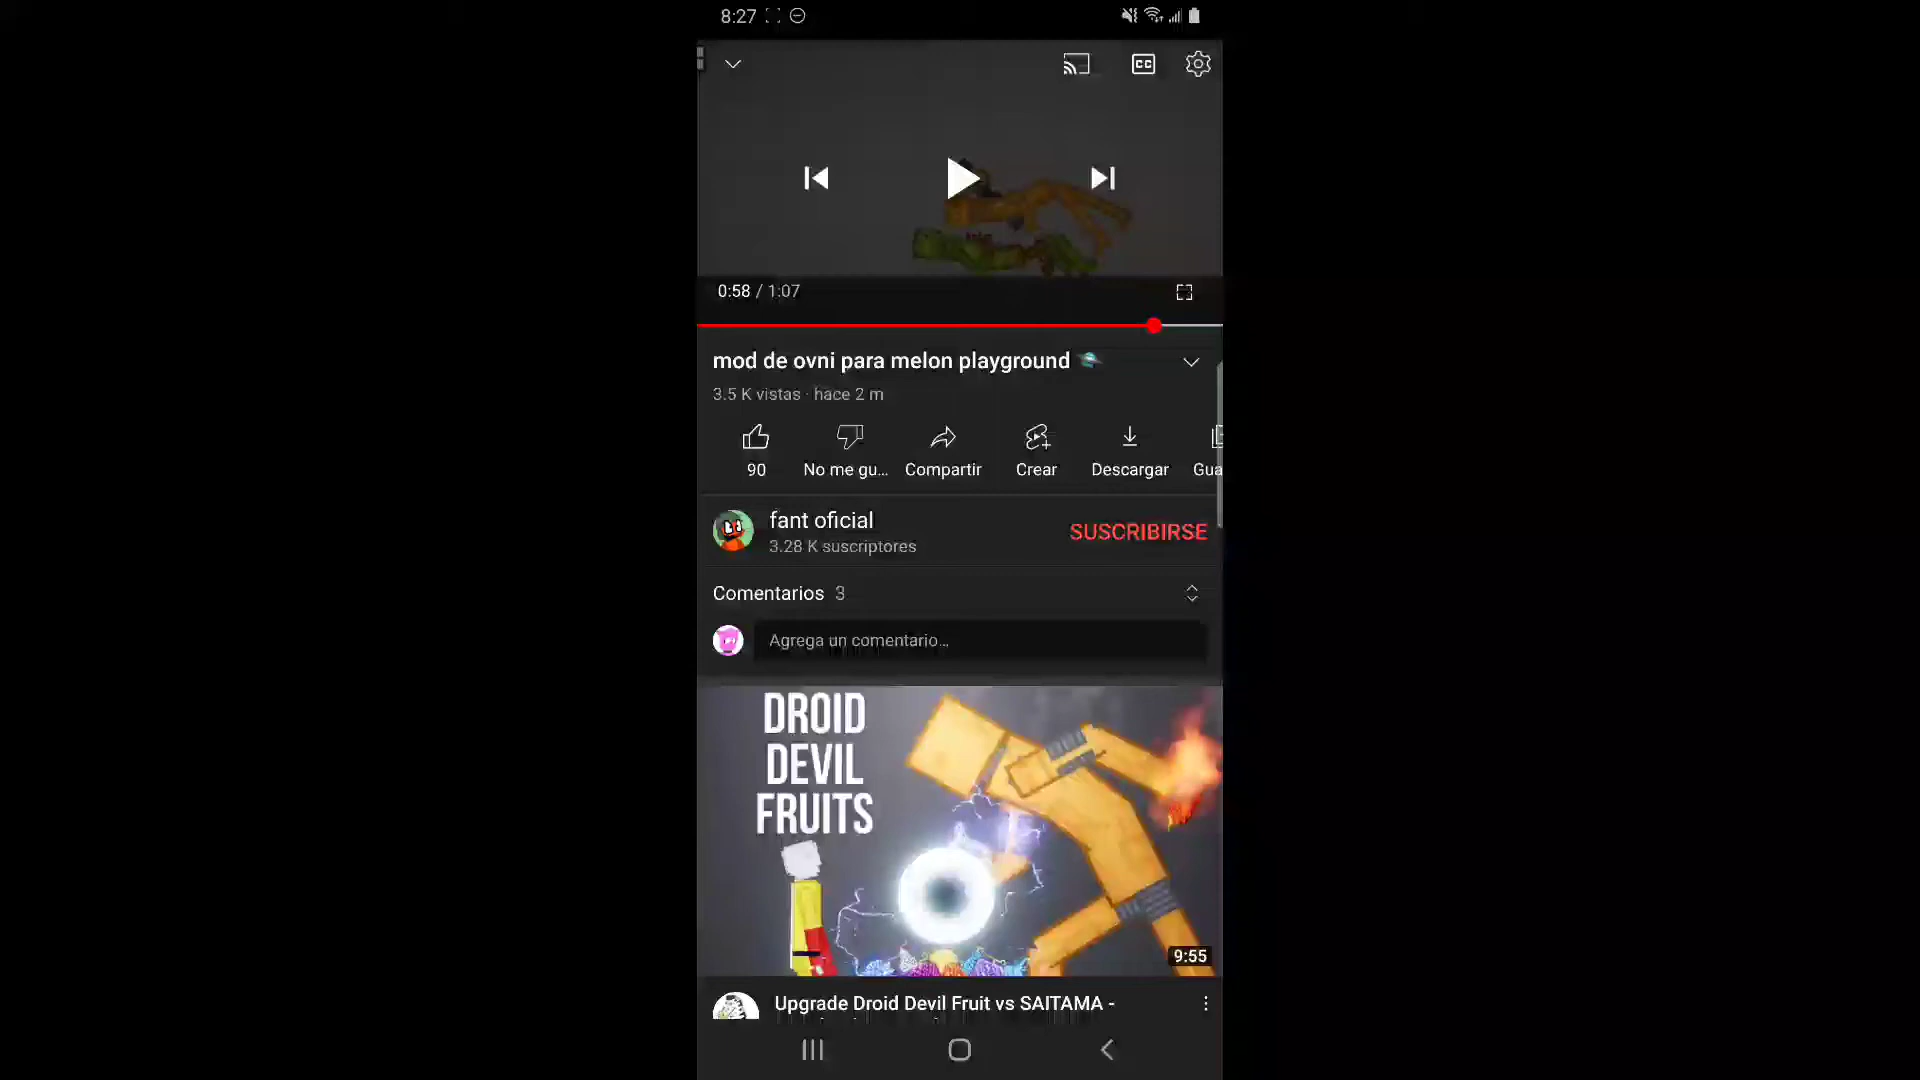 8:27
CC
0:58 / 1:07
mod de ovni para melon playground 🪐
3.5 K vistas · hace 2 m
90
No me gu...
Compartir
Crear
Descargar
Gua
fant oficial
3.28 K suscriptores
SUSCRIBIRSE
Comentarios 3
Agrega un comentario...
DROID
DEVIL
FRUITS
9:55
Upgrade Droid Devil Fruit vs SAITAMA -